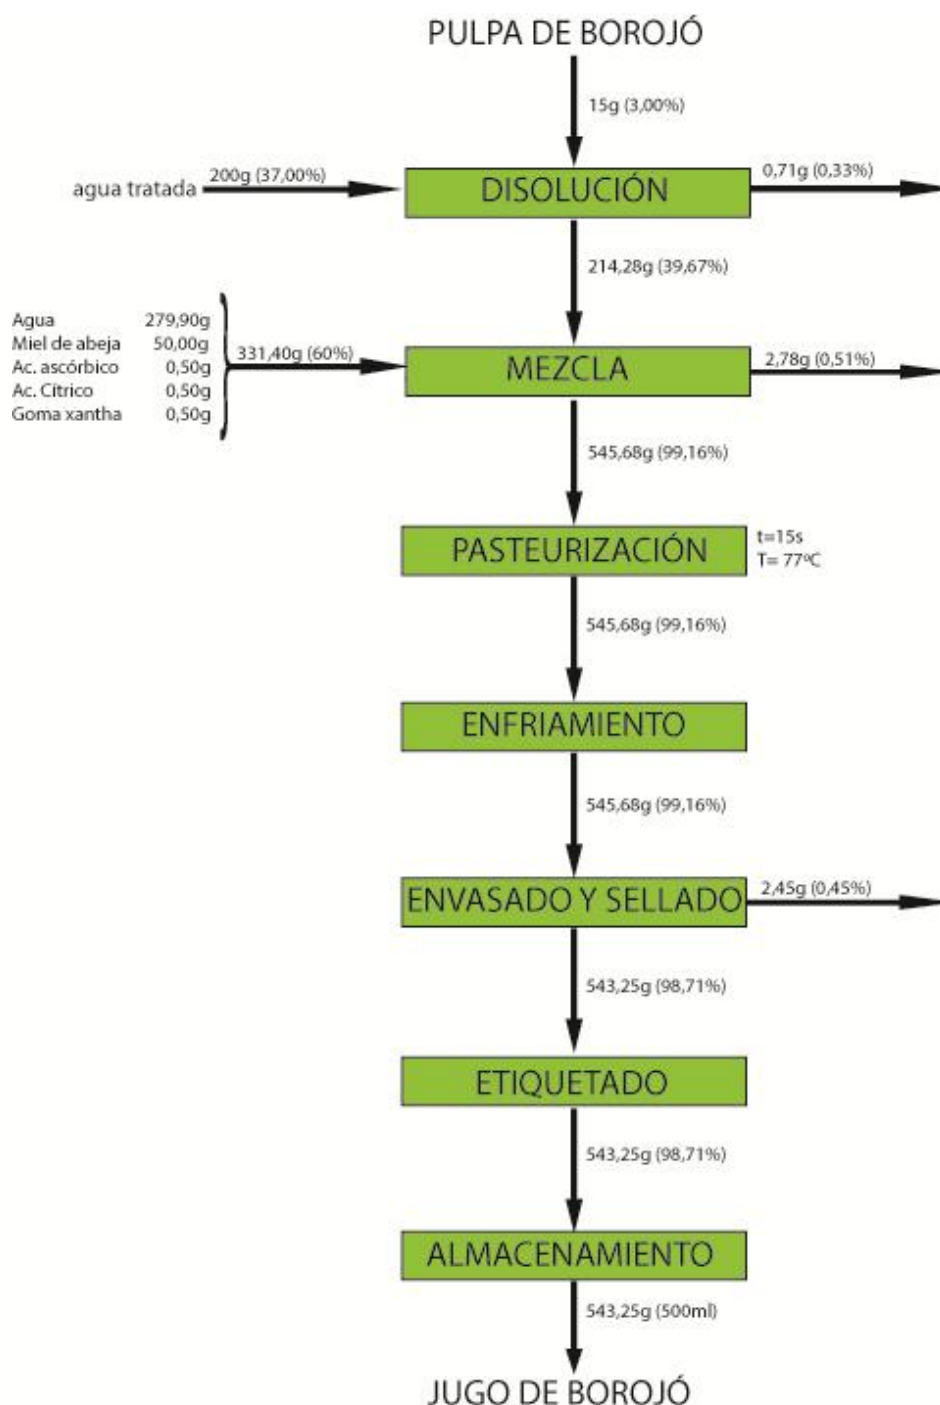 PULPA DE BOROJÓ
15g (3,00%)
agua tratada
200g (37,00%)
DISOLUCIÓN
0,71g (0,33%)
214,28g (39,67%)
Agua 279,90g
Miel de abeja 50,00g
Ac. ascórbico 0,50g
Ac. Cítrico 0,50g
Goma xantha 0,50g
331,40g (60%)
MEZCLA
2,78g (0,51%)
545,68g (99,16%)
PASTEURIZACIÓN
t=15s
T= 77ºC
545,68g (99,16%)
ENFRIAMIENTO
545,68g (99,16%)
ENVASADO Y SELLADO
2,45g (0,45%)
543,25g (98,71%)
ETIQUETADO
543,25g (98,71%)
ALMACENAMIENTO
543,25g (500ml)
JUGO DE BOROJÓ